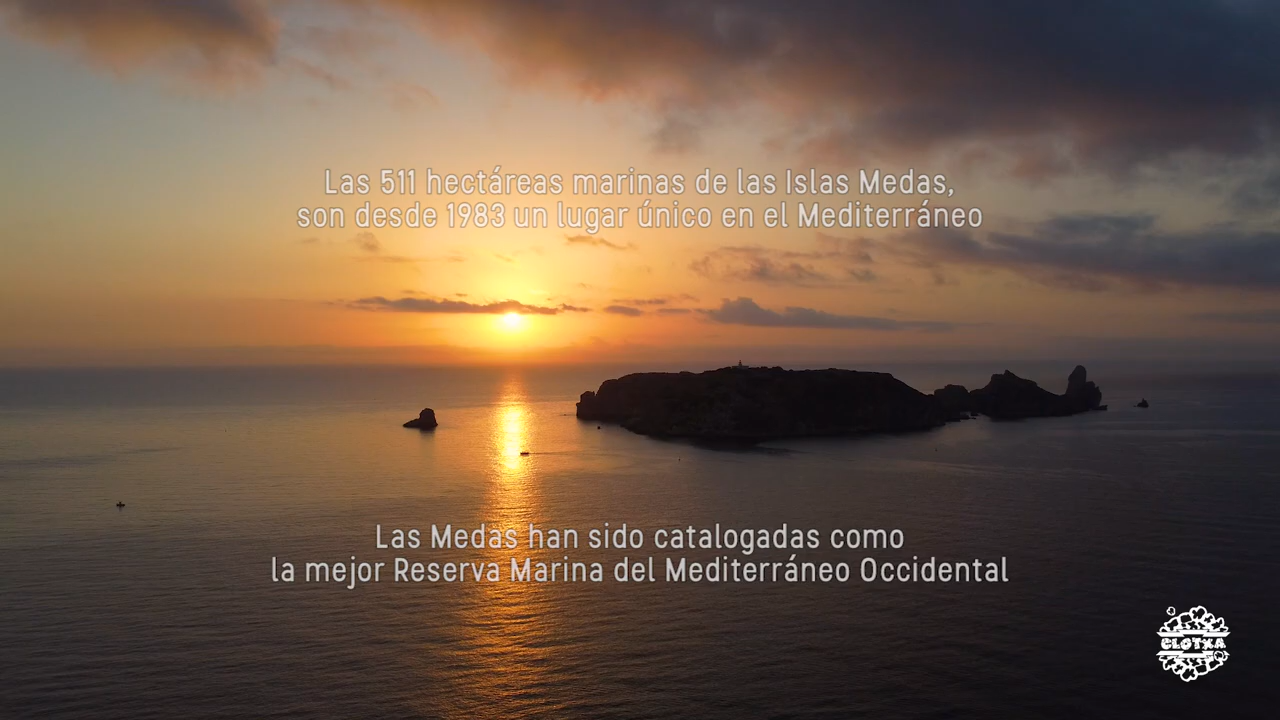 Las 511 hectáreas marinas de las Islas Medas,
son desde 1983 un lugar único en el Mediterráneo
Las Medas han sido catalogadas como
la mejor Reserva Marina del Mediterráneo Occidental
CLOTXA